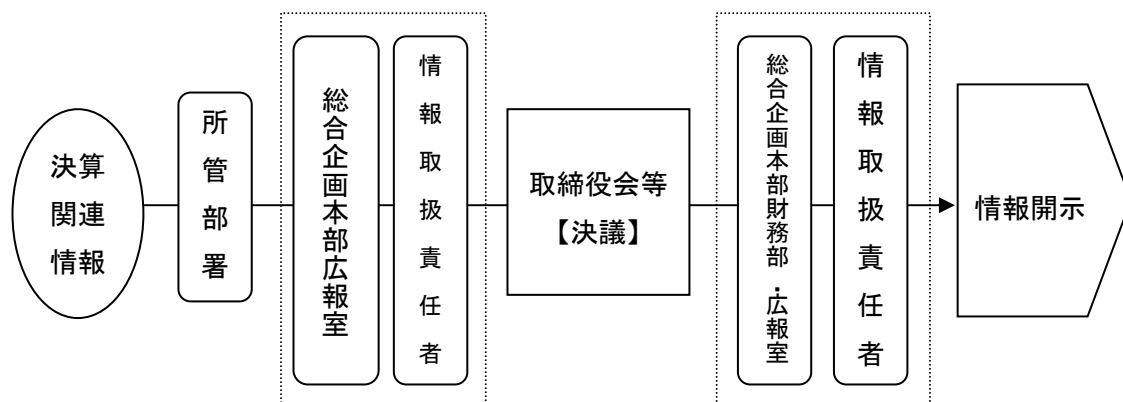 決算
関連
情報
所管部署
総合企画本部広報室
情報取扱責任者
取締役会等
【決議】
総合企画本部財務部・広報室
情報取扱責任者
情報開示